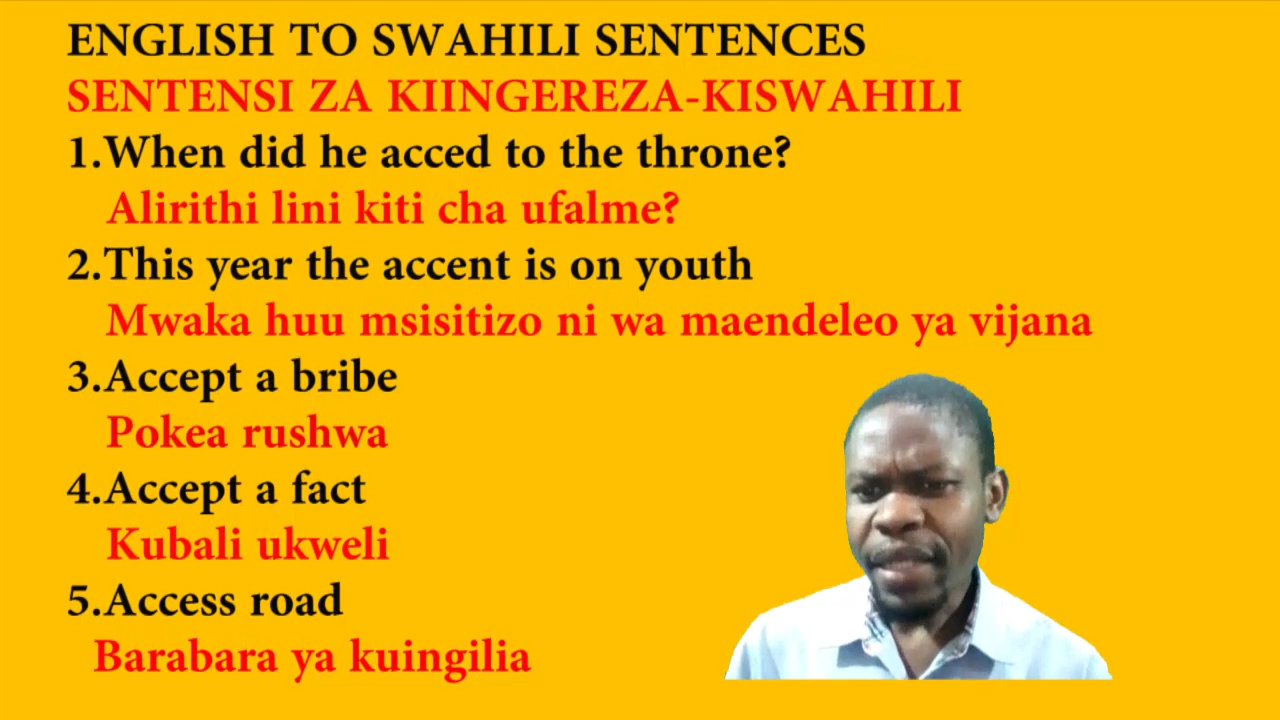 ENGLISH TO SWAHILI SENTENCES
SENTENSI ZA KIINGEREZA-KISWAHILI
1.When did he acced to the throne?
Alirithi lini kiti cha ufalme?
2.This year the accent is on youth
Mwaka huu msisitizo ni wa maendeleo ya vijana
3.Accept a bribe
Pokea rushwa
4.Accept a fact
Kubali ukweli
5.Access road
Barabara ya kuingilia